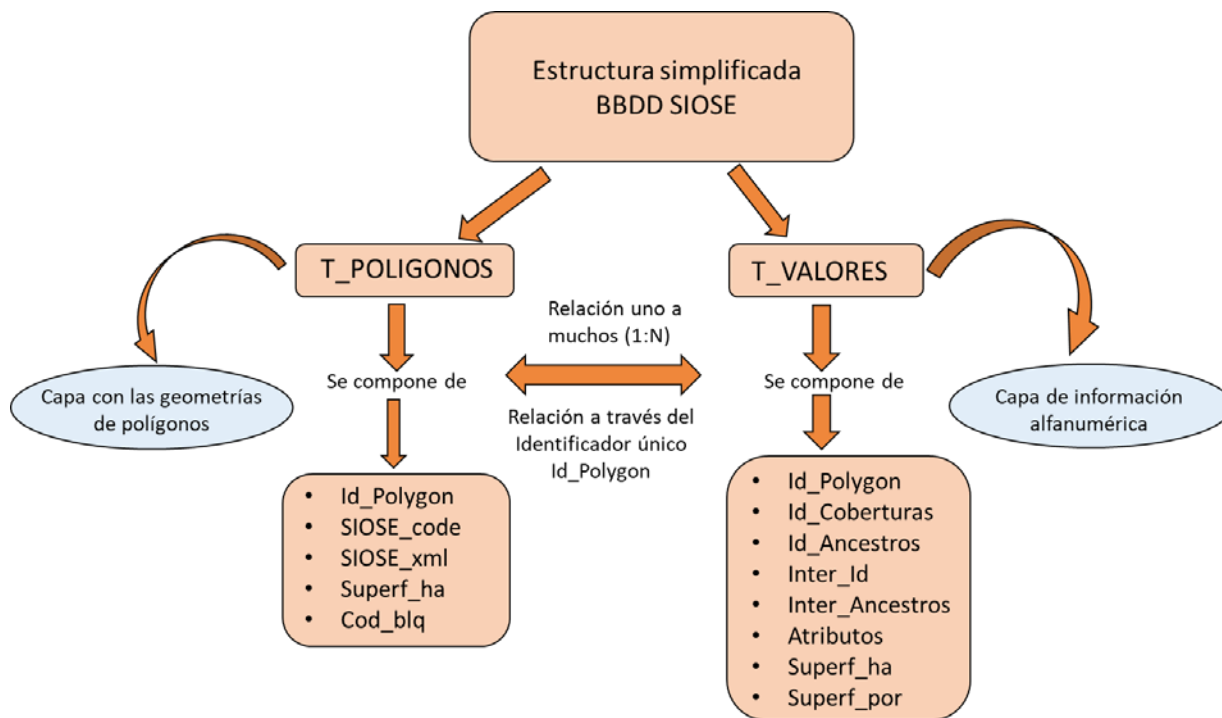 Estructura simplificada
BBDD SIOSE
T_POLIGONOS
T_VALORES
Relación uno a
muchos (1:N)
Se compone de
Se compone de
Capa con las geometrías
de polígonos
Capa de información
alfanumérica
Relación a través del
Identificador único
Id_Polygon
• Id_Polygon
• SIOSE_code
• SIOSE_xml
• Superf_ha
• Cod_blq
• Id_Polygon
• Id_Coberturas
• Id_Ancestros
• Inter_Id
• Inter_Ancestros
• Atributos
• Superf_ha
• Superf_por